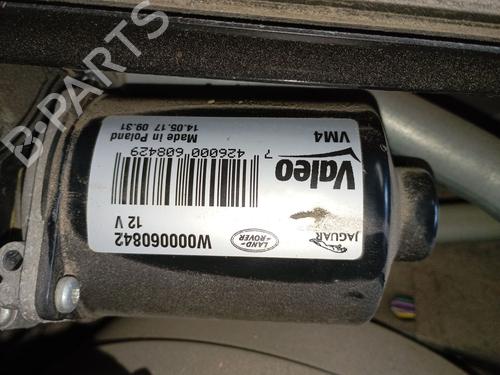 B-PARTS
JAGUAR
LAND-
-ROVER
W000060842
12 V
Valeo
7 426000 608429
VM4
Made in Poland
14.05.17 09.31